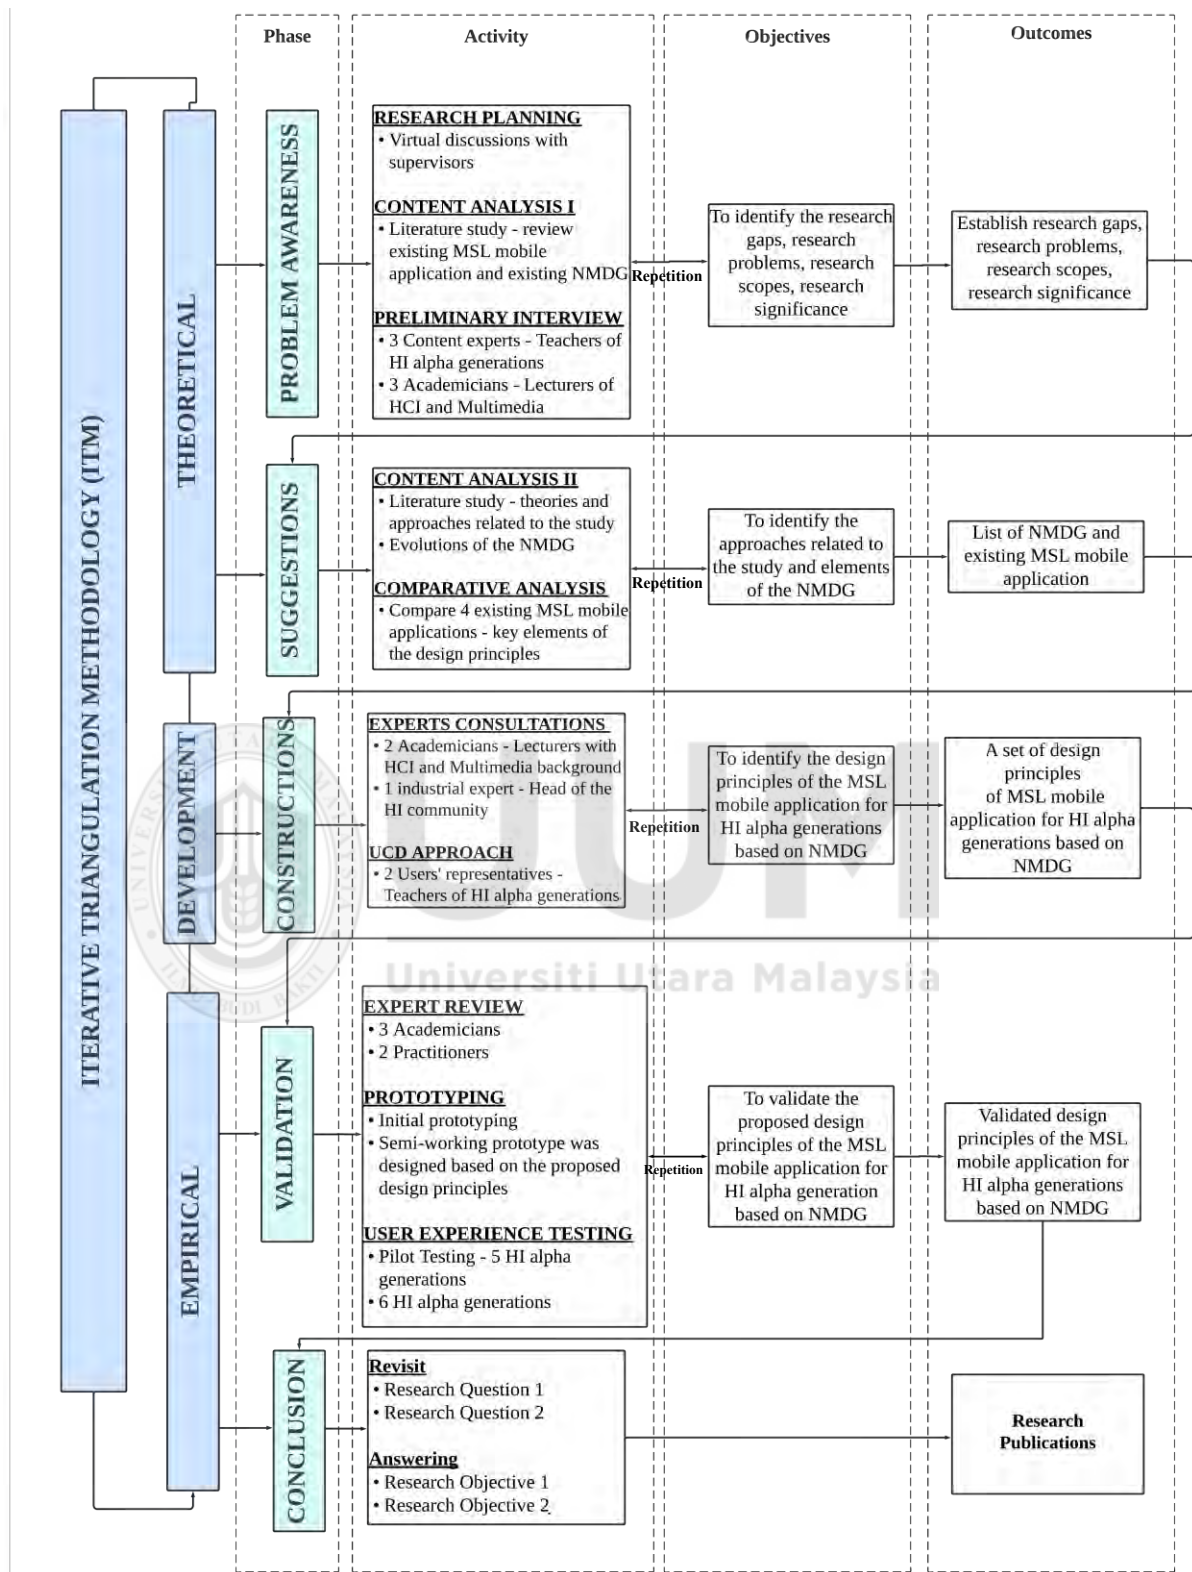 Phase
Activity
Objectives
Outcomes
ITERATIVE TRIANGULATION METHODOLOGY (ITM)
THEORETICAL
PROBLEM AWARENESS
RESEARCH PLANNING
• Virtual discussions with
supervisors
CONTENT ANALYSIS I
• Literature study - review
existing MSL mobile
application and existing NMDG
PRELIMINARY INTERVIEW
• 3 Content experts - Teachers of
HI alpha generations
• 3 Academicians - Lecturers of
HCI and Multimedia
Repetition
To identify the research
gaps, research
problems, research
scopes, research
significance
Establish research gaps,
research problems,
research scopes,
research significance
SUGGESTIONS
CONTENT ANALYSIS II
• Literature study - theories and
approaches related to the study
• Evolutions of the NMDG
COMPARATIVE ANALYSIS
• Compare 4 existing MSL mobile
applications - key elements of
the design principles
Repetition
To identify the
approaches related to
the study and elements
of the NMDG
List of NMDG and
existing MSL mobile
application
DEVELOPMENT
CONSTRUCTIONS
EXPERTS CONSULTATIONS
• 2 Academicians - Lecturers with
HCI and Multimedia background
• 1 industrial expert - Head of the
HI community
UCD APPROACH
• 2 Users' representatives -
Teachers of HI alpha generations
Repetition
To identify the design
principles of the MSL
mobile application for
HI alpha generations
based on NMDG
A set of design
principles
of MSL mobile
application for HI alpha
generations based on
NMDG
UUM
Universiti Utara Malaysia
EMPIRICAL
VALIDATION
EXPERT REVIEW
• 3 Academicians
• 2 Practitioners
PROTOTYPING
• Initial prototyping
• Semi-working prototype was
designed based on the proposed
design principles
USER EXPERIENCE TESTING
• Pilot Testing - 5 HI alpha
generations
• 6 HI alpha generations
Repetition
To validate the
proposed design
principles of the MSL
mobile application for
HI alpha generation
based on NMDG
Validated design
principles of the MSL
mobile application for
HI alpha generations
based on NMDG
CONCLUSION
Revisit
• Research Question 1
• Research Question 2
Answering
• Research Objective 1
• Research Objective 2
Research
Publications